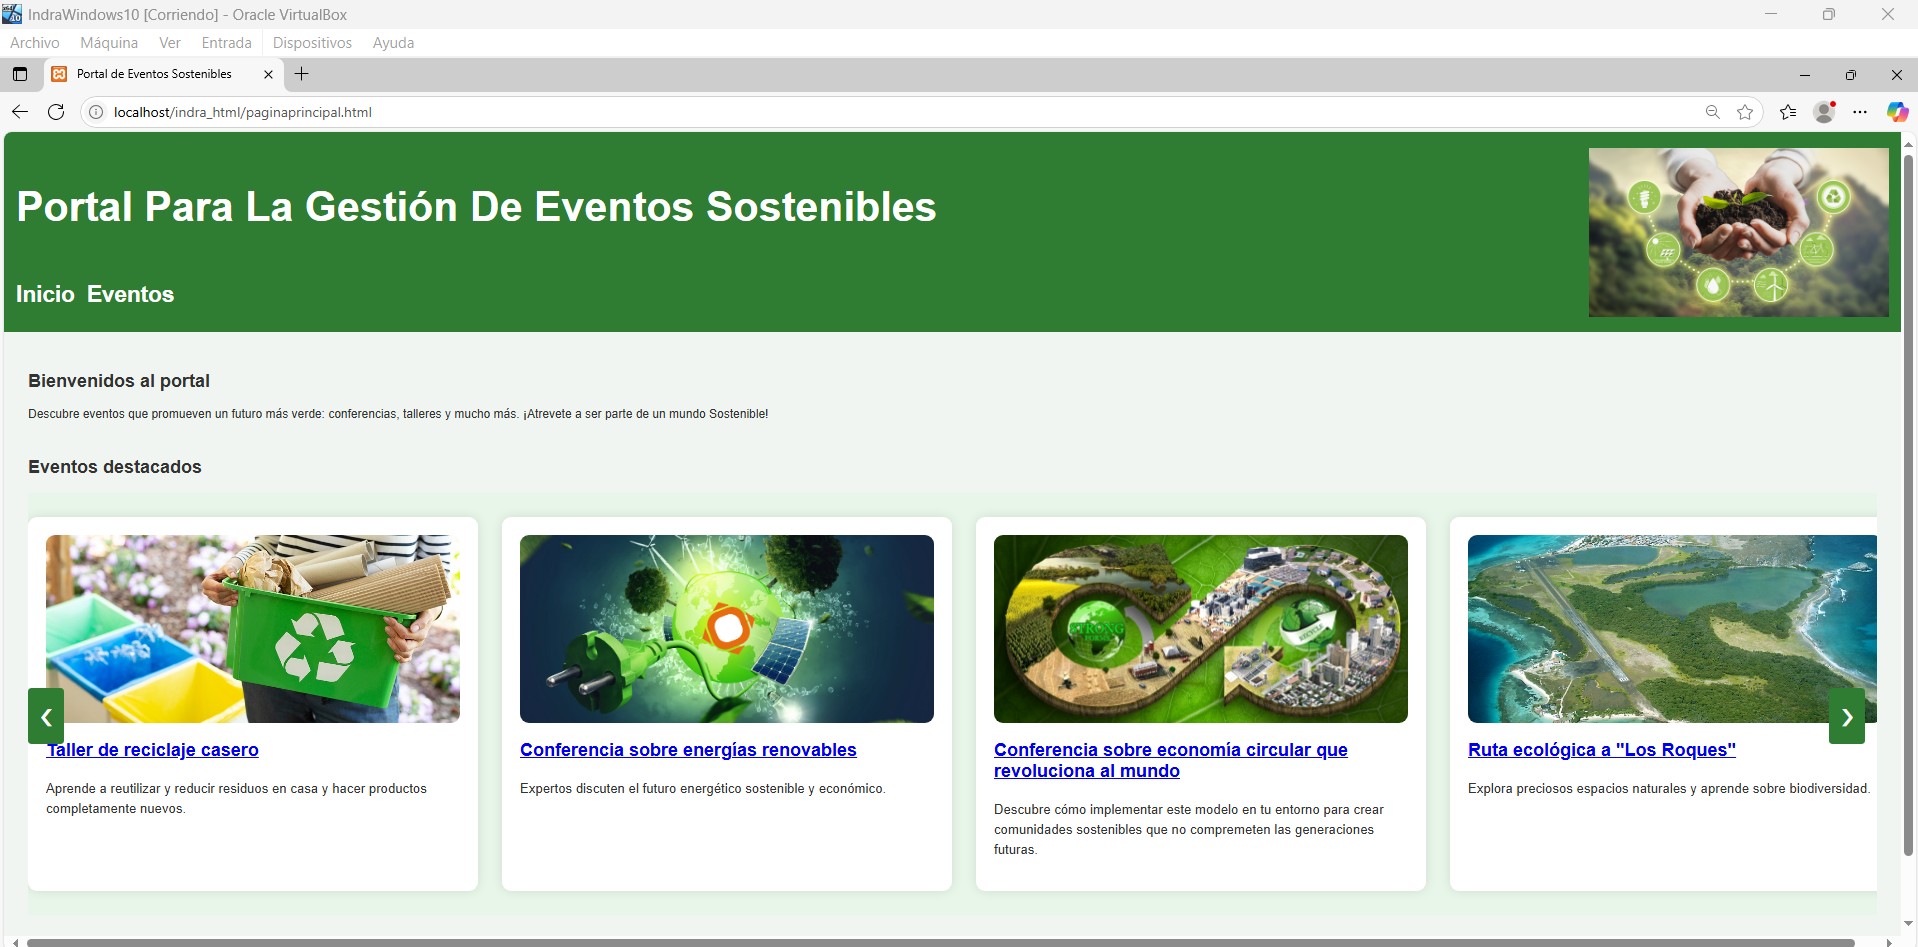 IndraWindows10 [Corriendo] - Oracle VirtualBox
Archivo Máquina Ver Entrada Dispositivos Ayuda
Portal de Eventos Sostenibles
localhost/indra_html/paginaprincipal.html
Portal Para La Gestión De Eventos Sostenibles
Inicio Eventos
Bienvenidos al portal
Descubre eventos que promueven un futuro más verde: conferencias, talleres y mucho más. ¡Atrevete a ser parte de un mundo Sostenible!
Eventos destacados
Taller de reciclaje casero
Aprende a reutilizar y reducir residuos en casa y hacer productos
completamente nuevos.
Conferencia sobre energías renovables
Expertos discuten el futuro energético sostenible y económico.
STRONG
RECYCLE
Conferencia sobre economía circular que
revoluciona al mundo
Descubre cómo implementar este modelo en tu entorno para crear
comunidades sostenibles que no comprometen las generaciones
futuras.
Ruta ecológica a "Los Roques"
Explora preciosos espacios naturales y aprende sobre biodiversidad.